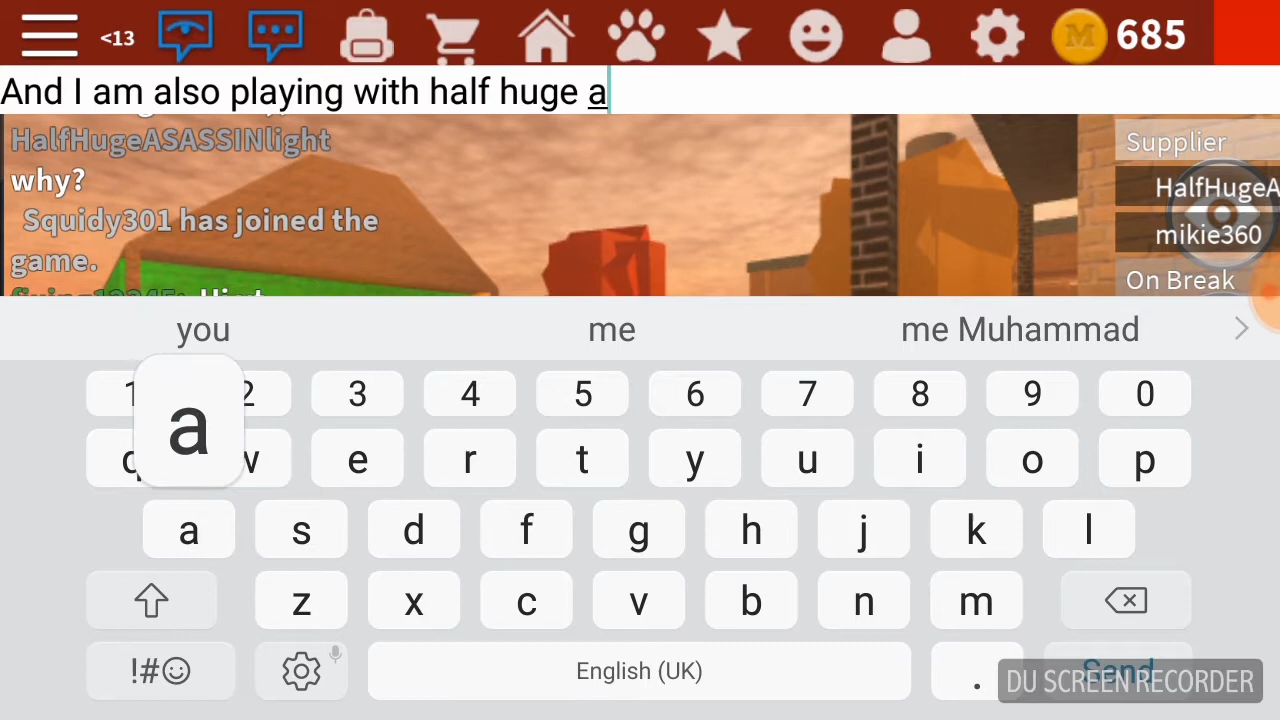 <13
685
And I am also playing with half huge a
HalfHugeASASSINlight
why?
Squidy301 has joined the
game.
Supplier
HalfHugeA
mikie360
On Break
you
me
me Muhammad
1 2 3 4 5 6 7 8 9 0
a
q w e r t y u i o p
a s d f g h j k l
z x c v b n m
!#
English (UK)
.
Send
DU SCREEN RECORDER